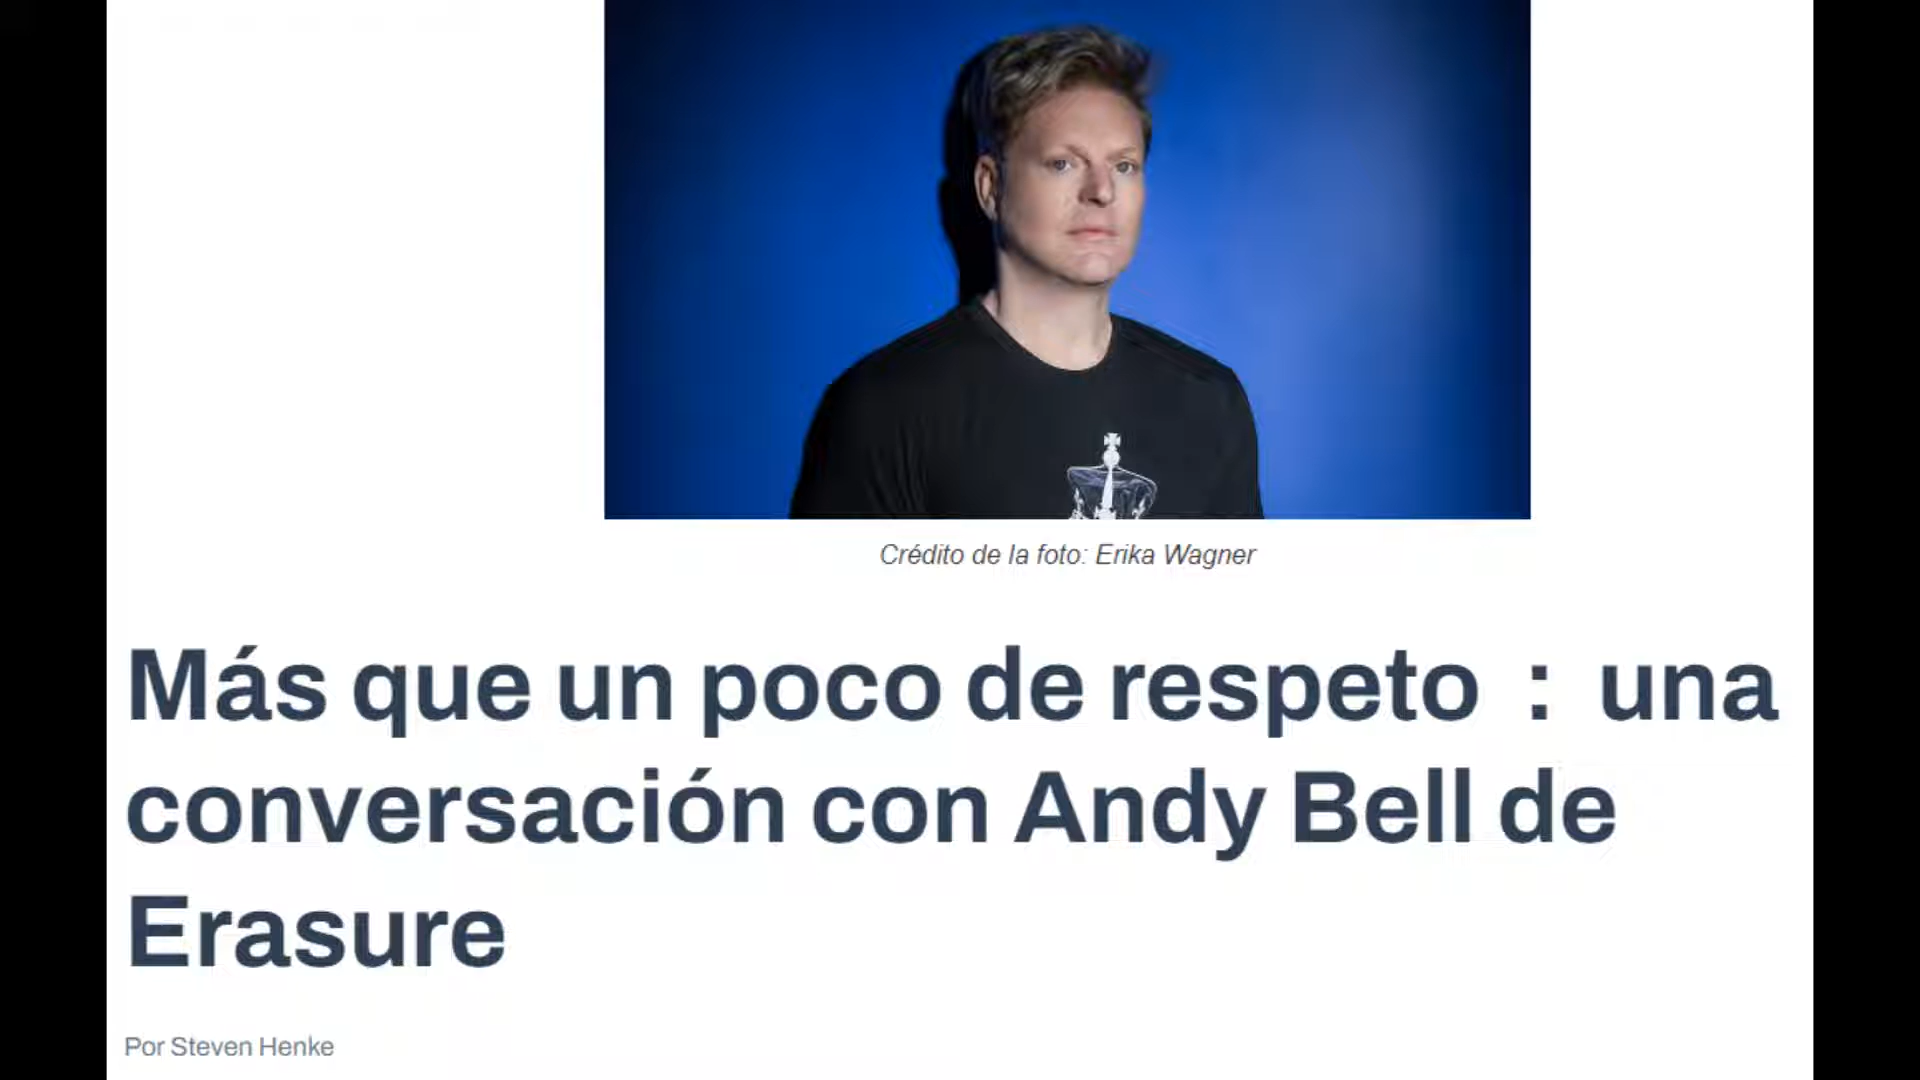 Crédito de la foto: Erika Wagner
Más que un poco de respeto : una
conversación con Andy Bell de
Erasure
Por Steven Henke